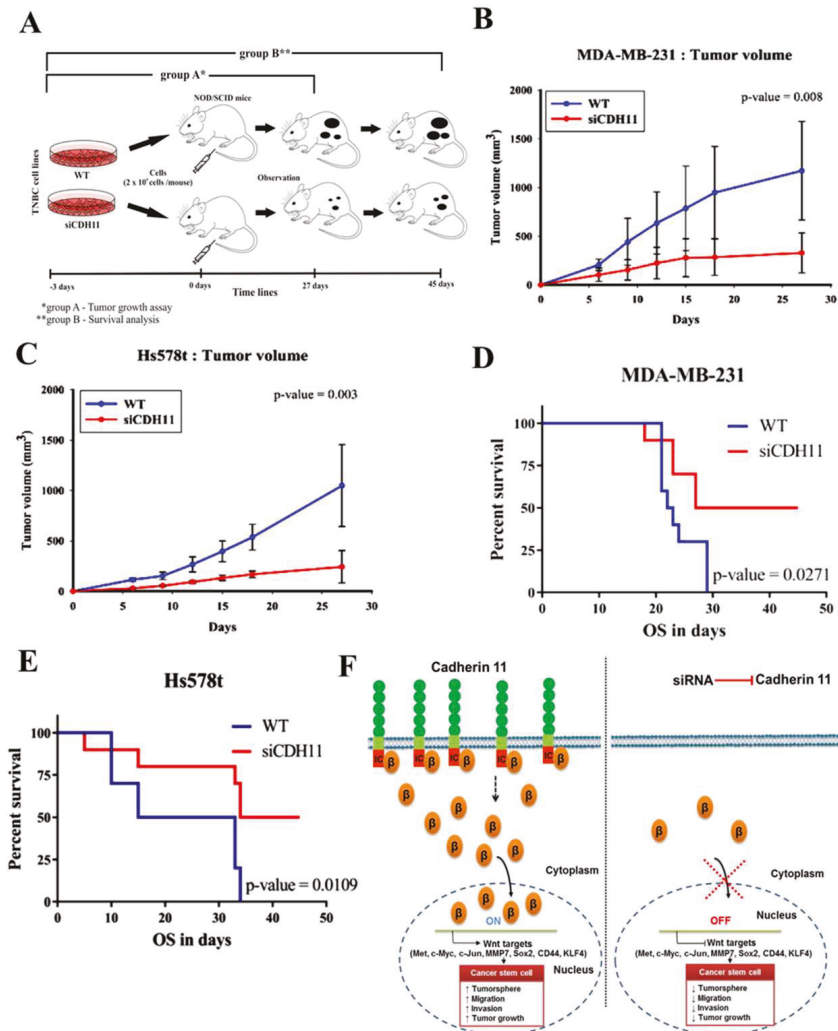 A
group B**
group A*
NOD/SCID mice
TNBC cell lines
WT
Cells
(2 x 10⁶ cells /mouse)
Observation
siCDH11
-3 days
0 days
27 days
45 days
Time lines
*group A - Tumor growth assay
**group B - Survival analysis
B
MDA-MB-231 : Tumor volume
p-value = 0.008
WT
siCDH11
Tumor volume (mm³)
2000
1500
1000
500
0
0 5 10 15 20 25 30
Days
C
Hs578t : Tumor volume
p-value = 0.003
WT
siCDH11
Tumor volume (mm³)
2000
1500
1000
500
0
0 5 10 15 20 25 30
Days
D
MDA-MB-231
WT
siCDH11
Percent survival
100
75
50
25
0
p-value = 0.0271
0 10 20 30 40 50
OS in days
E
Hs578t
WT
siCDH11
Percent survival
100
75
50
25
0
p-value = 0.0109
0 10 20 30 40 50
OS in days
F
Cadherin 11
IC β IC β IC β IC β IC β
β β β β β β β β
Cytoplasm
β β β β β
ON
Wnt targets
(Met, c-Myc, c-Jun, MMP7, Sox2, CD44, KLF4)
Nucleus
Cancer stem cell
↑ Tumorsphere
↑ Migration
↑ Invasion
↑ Tumor growth
siRNA Cadherin 11
β β β
Cytoplasm
Nucleus
OFF
Wnt targets
(Met, c-Myc, c-Jun, MMP7, Sox2, CD44, KLF4)
Cancer stem cell
↓ Tumorsphere
↓ Migration
↓ Invasion
↓ Tumor growth